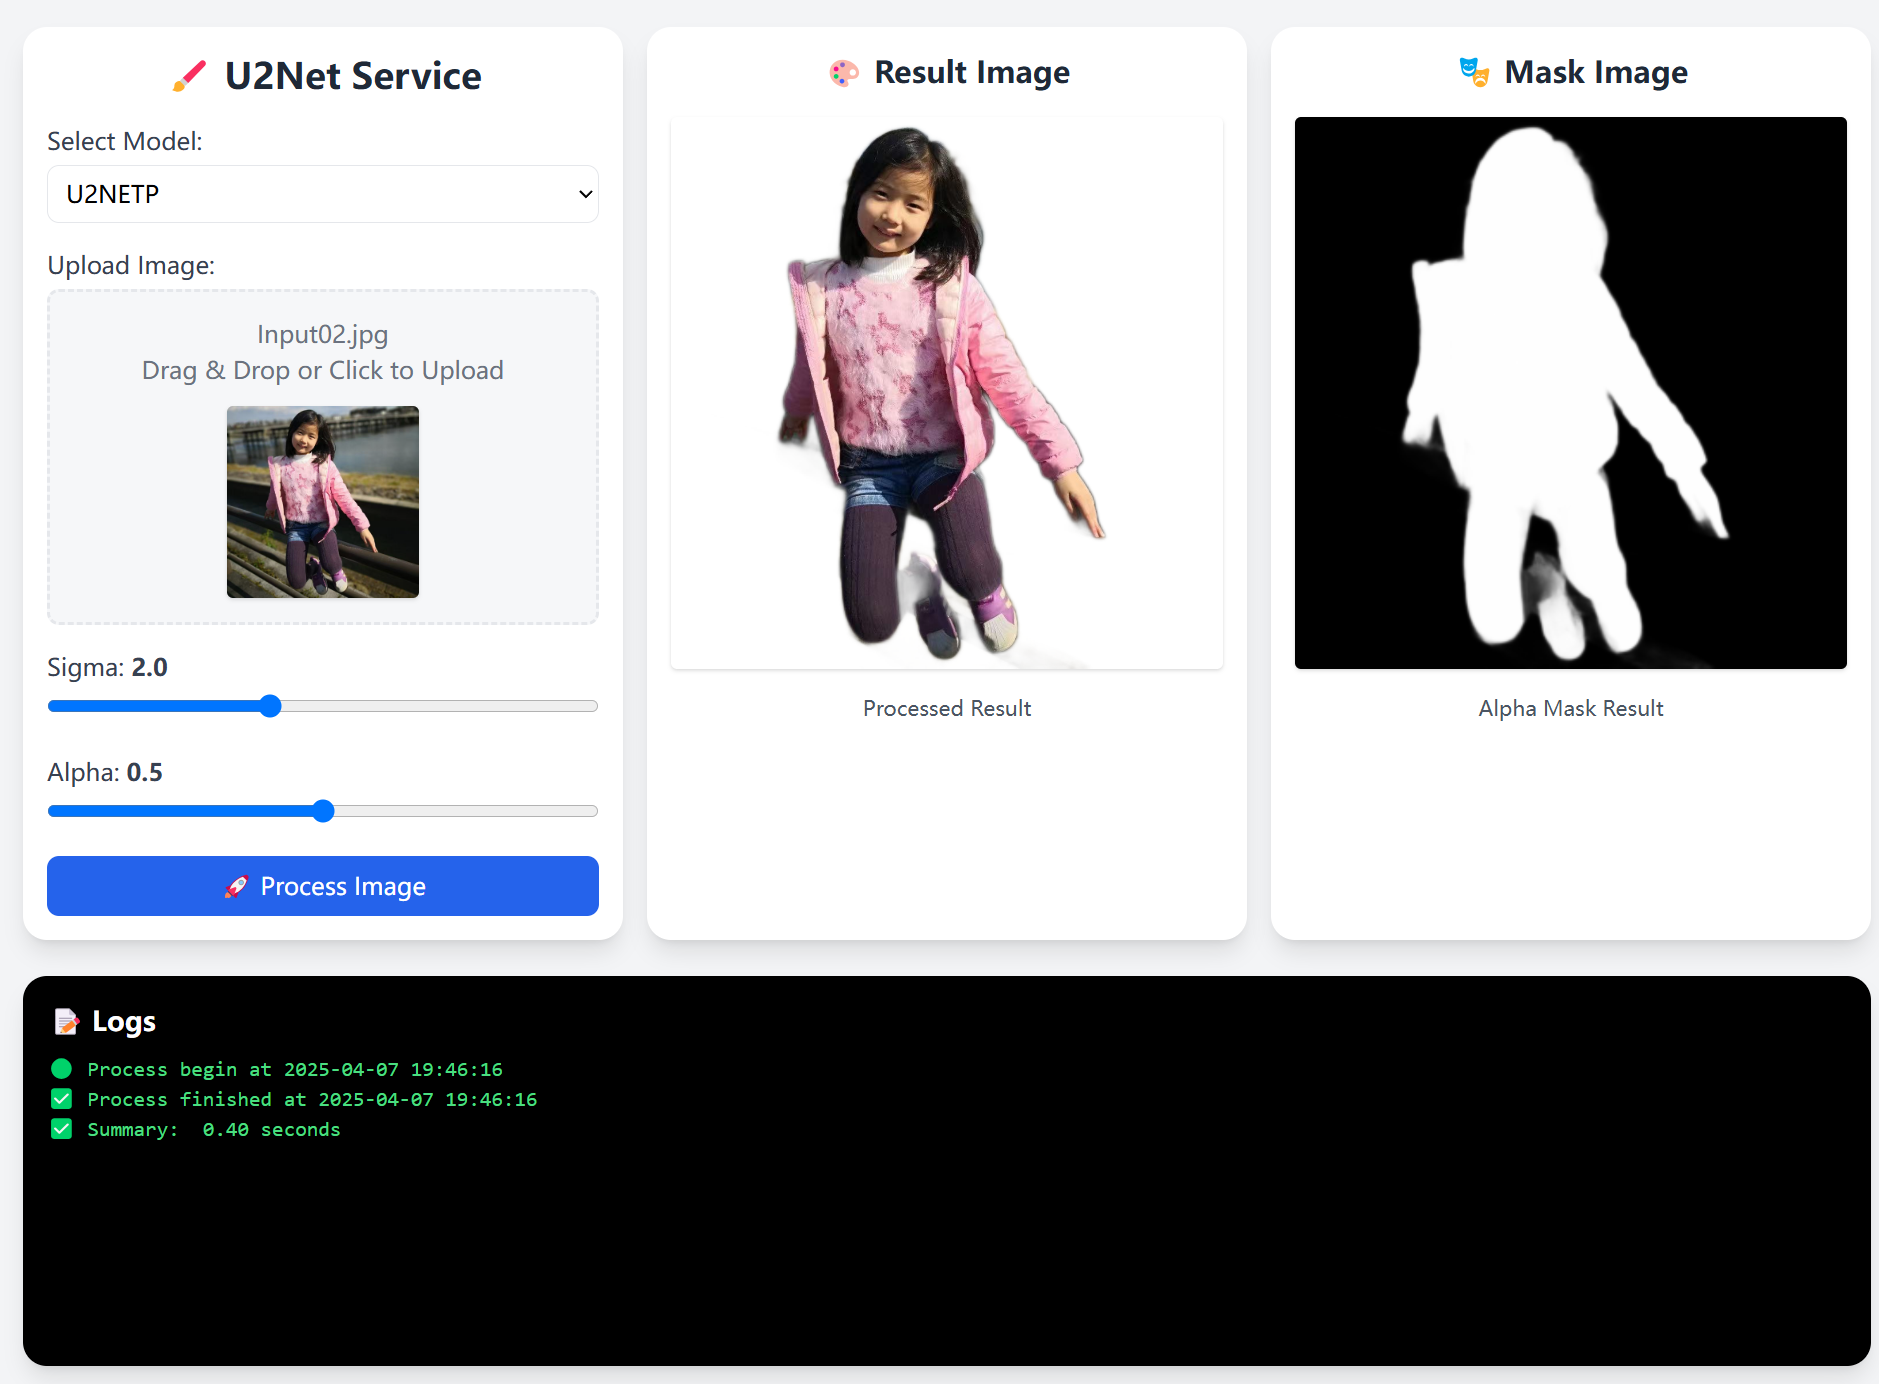 U2Net Service
Select Model:
U2NETP
Upload Image:
Input02.jpg
Drag & Drop or Click to Upload
Sigma: 2.0
Alpha: 0.5
Process Image
Result Image
Processed Result
Mask Image
Alpha Mask Result
Logs
Process begin at 2025-04-07 19:46:16
Process finished at 2025-04-07 19:46:16
Summary:  0.40 seconds